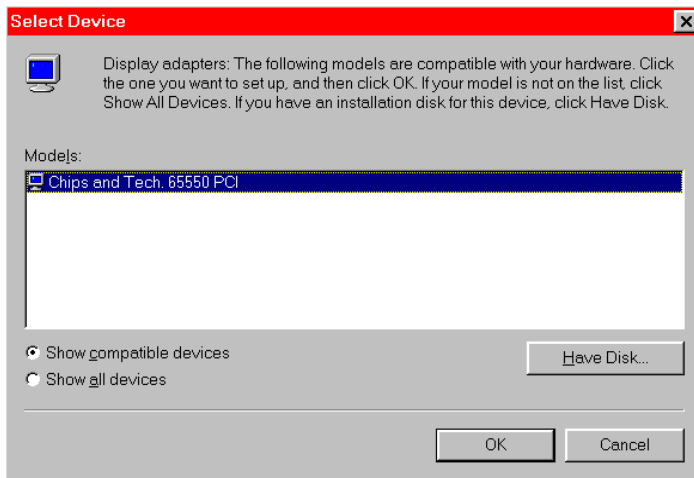 Select Device
Display adapters: The following models are compatible with your hardware. Click
the one you want to set up, and then click OK. If your model is not on the list, click
Show All Devices. If you have an installation disk for this device, click Have Disk.
Models:
Chips and Tech. 65550 PCI
Show compatible devices
Have Disk...
Show all devices
OK
Cancel